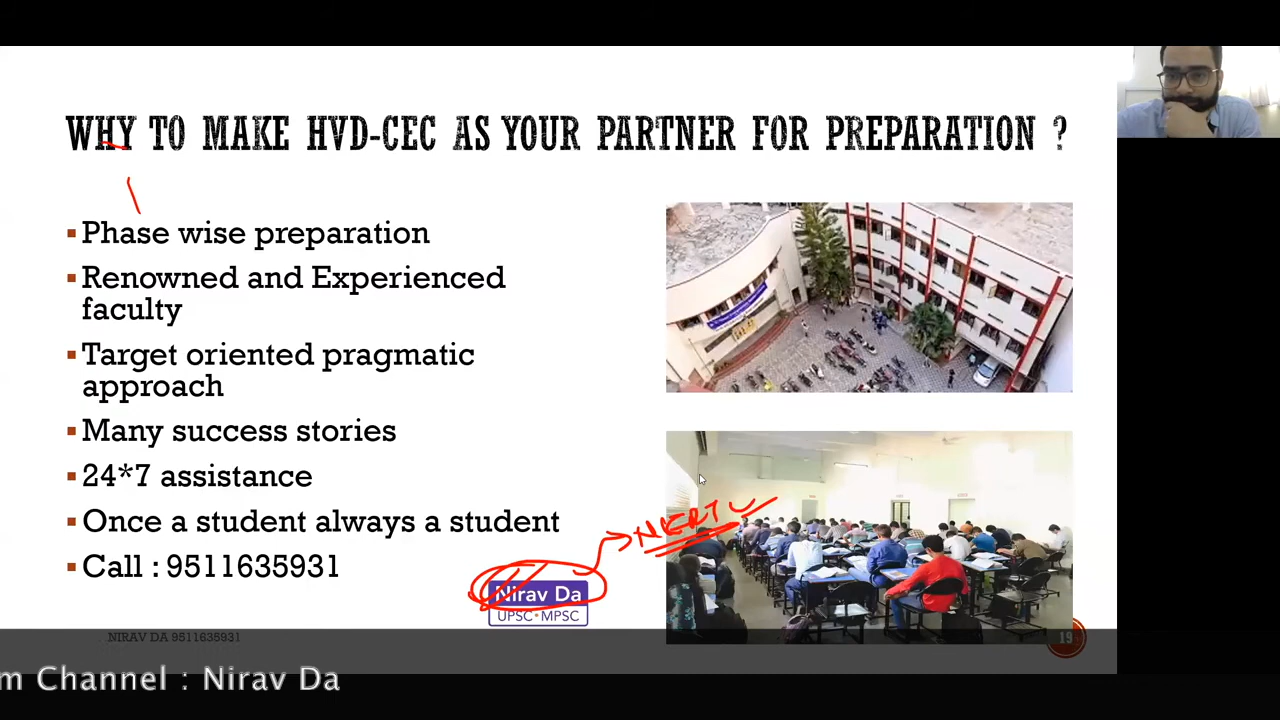 WHY TO MAKE HVD-CEC AS YOUR PARTNER FOR PREPARATION ?
Phase wise preparation
Renowned and Experienced
faculty
Target oriented pragmatic
approach
Many success stories
24*7 assistance
Once a student always a student
Call : 9511635931
NCERT
Nirav Da
UPSC•MPSC
NIRAV DA 9511635931
19
m Channel : Nirav Da